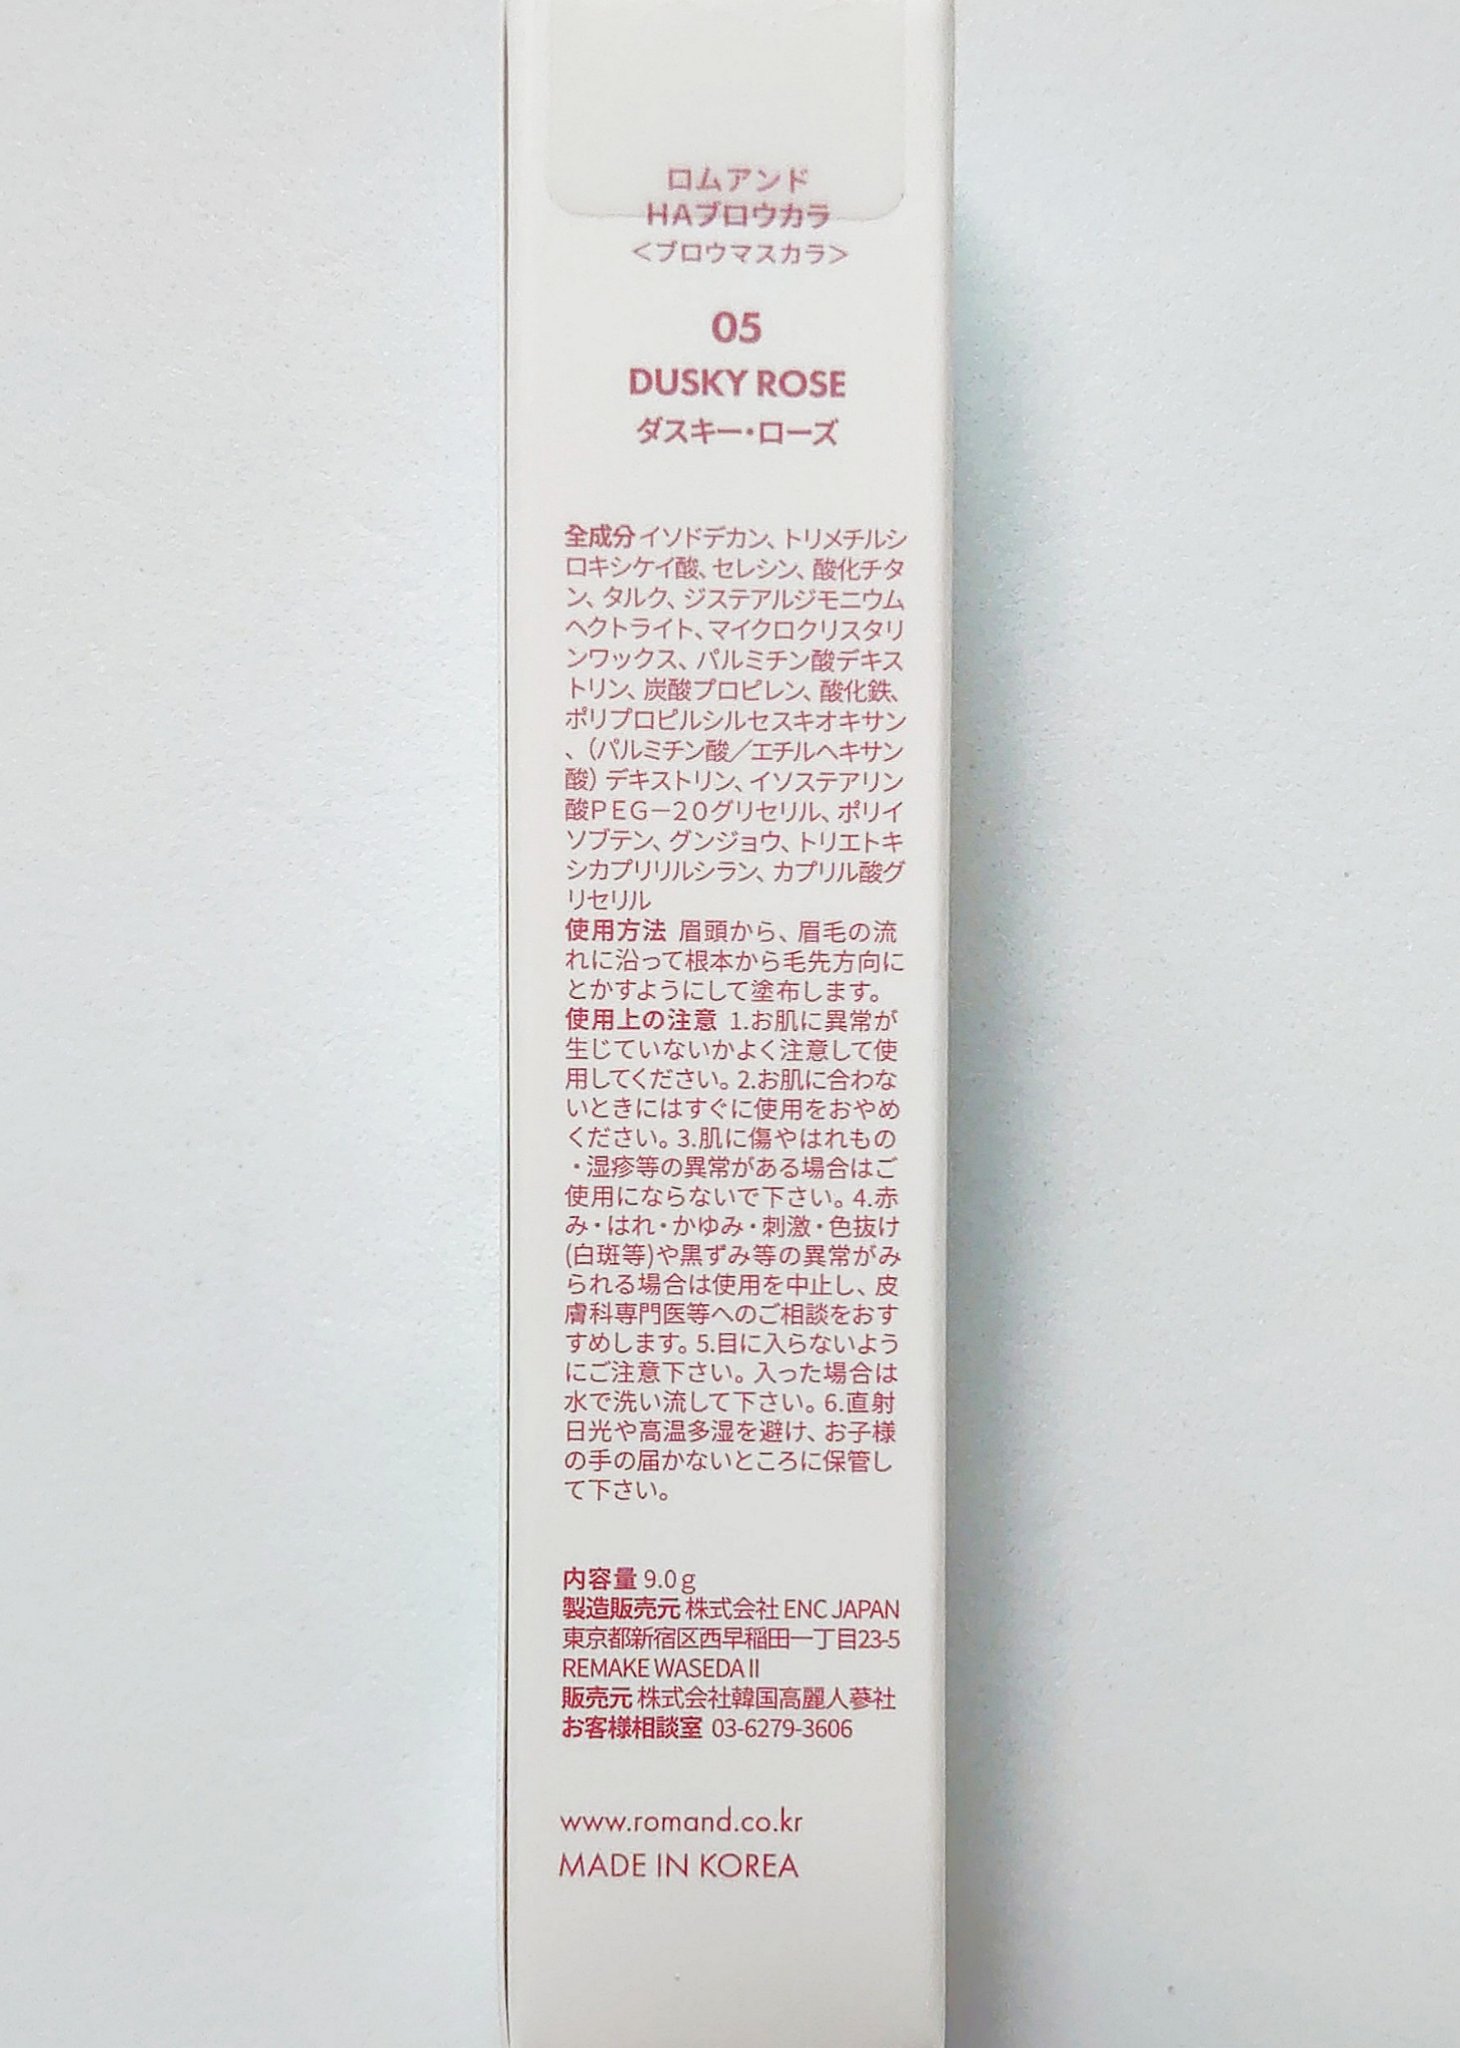 ロムアンド
HAブロウカラ
＜ブロウマスカラ＞
05
DUSKY ROSE
ダスキー・ローズ
全成分 イソドデカン、トリメチルシ
ロキシケイ酸、セレシン、酸化チタ
ン、タルク、ジステアルジモニウム
ヘクトライト、マイクロクリスタリ
ンワックス、パルミチン酸デキス
トリン、炭酸プロピレン、酸化鉄、
ポリプロピルシルセスキオキサン
、（パルミチン酸／エチルヘキサン
酸）デキストリン、イソステアリン
酸ＰＥＧ－２０グリセリル、ポリイ
ソブテン、グンジョウ、トリエトキ
シカプリリルシラン、カプリル酸グ
リセリル
使用方法 眉頭から、眉毛の流
れに沿って根本から毛先方向に
とかすようにして塗布します。
使用上の注意 1.お肌に異常が
生じていないかよく注意して使
用してください。2.お肌に合わな
いときにはすぐに使用をおやめ
ください。3.肌に傷やはれもの
・湿疹等の異常がある場合はご
使用にならないで下さい。4.赤
み・はれ・かゆみ・刺激・色抜け
(白斑等)や黒ずみ等の異常がみ
られる場合は使用を中止し、皮
膚科専門医等へのご相談をおす
すめします。5.目に入らないよう
にご注意下さい。入った場合は
水で洗い流して下さい。6.直射
日光や高温多湿を避け、お子様
の手の届かないところに保管し
て下さい。
内容量 9.0ｇ
製造販売元 株式会社 ENC JAPAN
東京都新宿区西早稲田一丁目23-5
REMAKE WASEDA II
販売元 株式会社韓国高麗人蔘社
お客様相談室 03-6279-3606
www.romand.co.kr
MADE IN KOREA